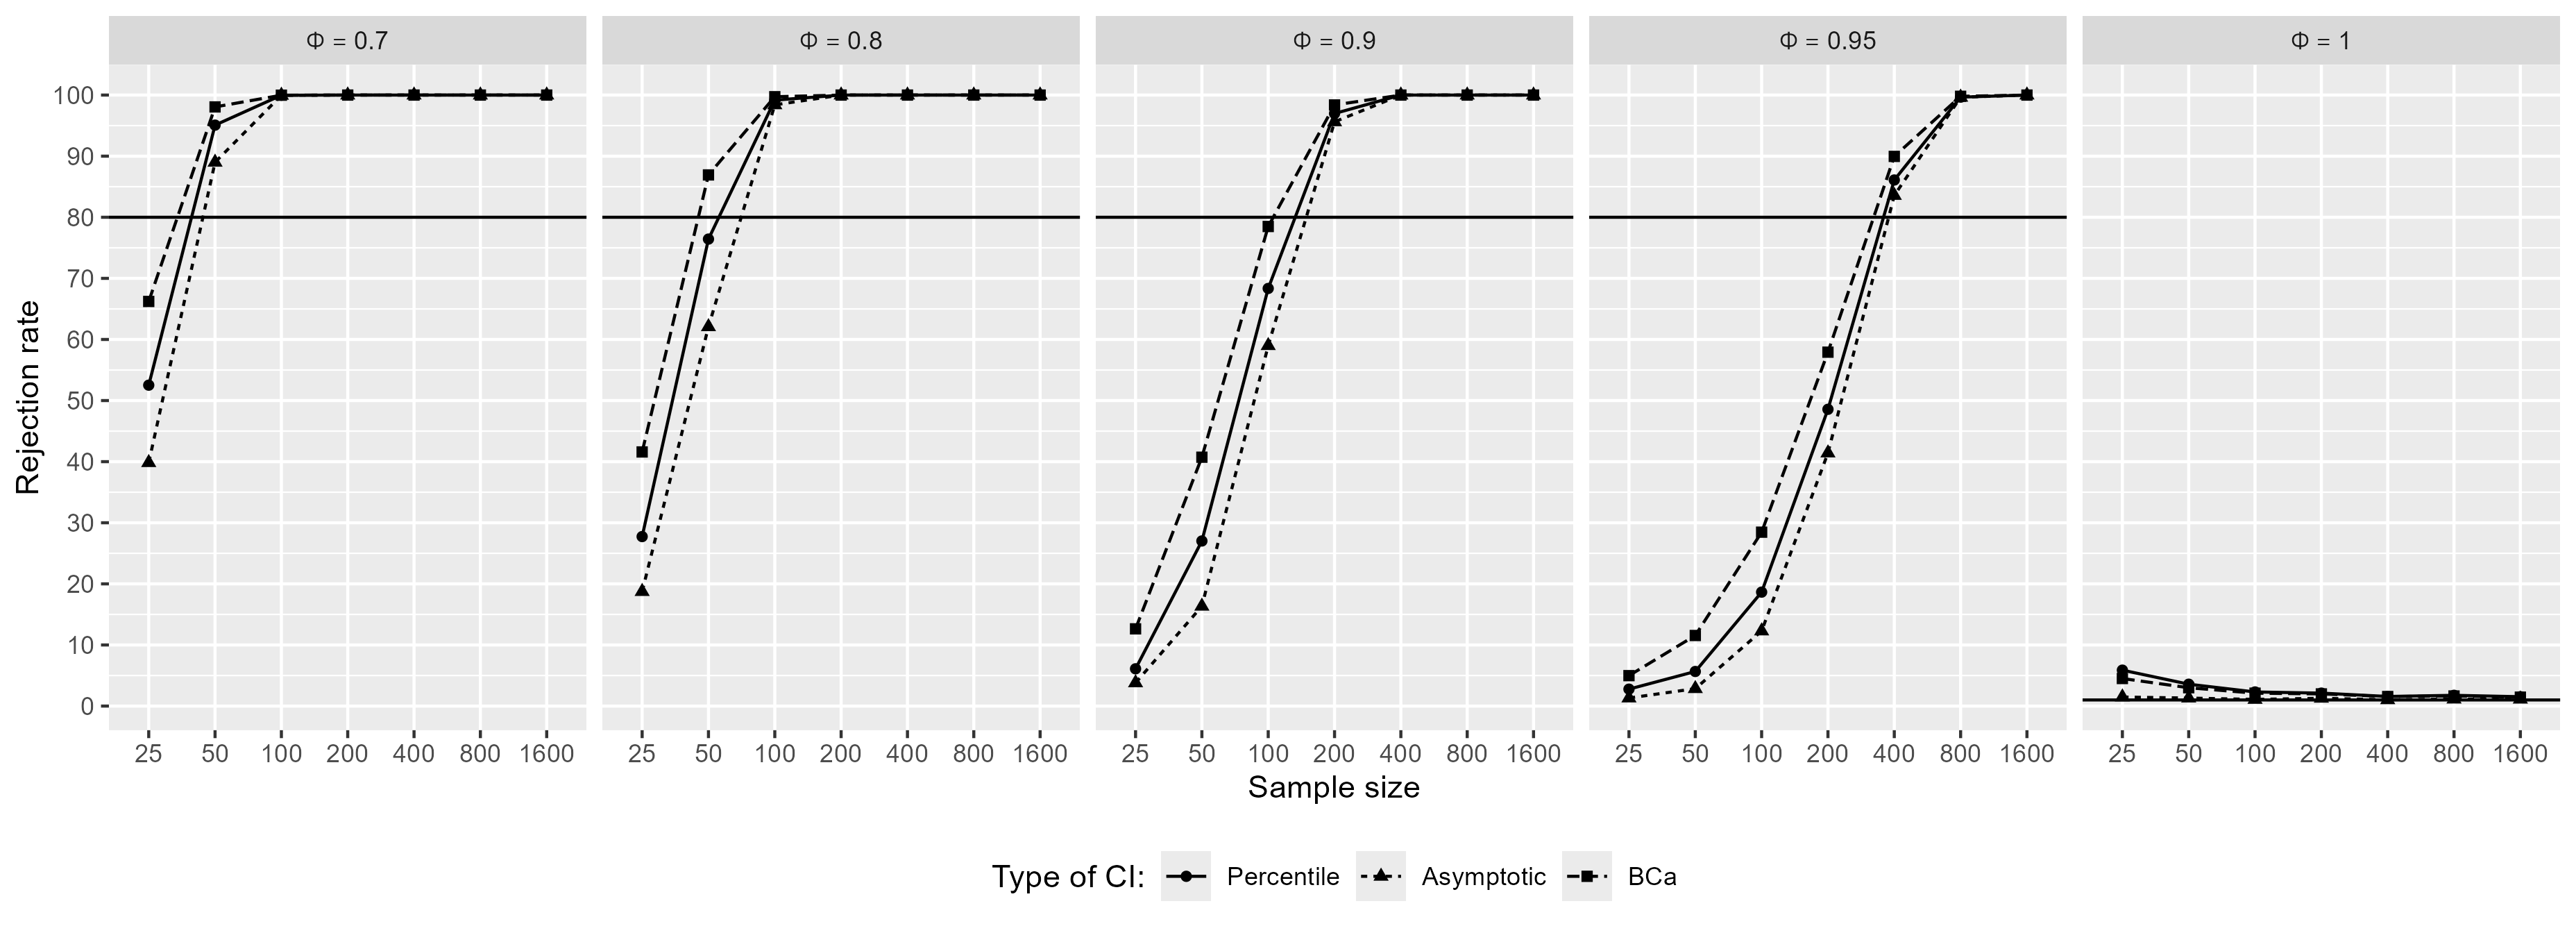 Φ = 0.7 Φ = 0.8 Φ = 0.9 Φ = 0.95 Φ = 1
100
90
80
70
60
50
40
30
20
10
0
Rejection rate
25 50 100 200 400 800 1600 25 50 100 200 400 800 1600 25 50 100 200 400 800 1600 25 50 100 200 400 800 1600 25 50 100 200 400 800 1600
Sample size
Type of CI: Percentile Asymptotic BCa